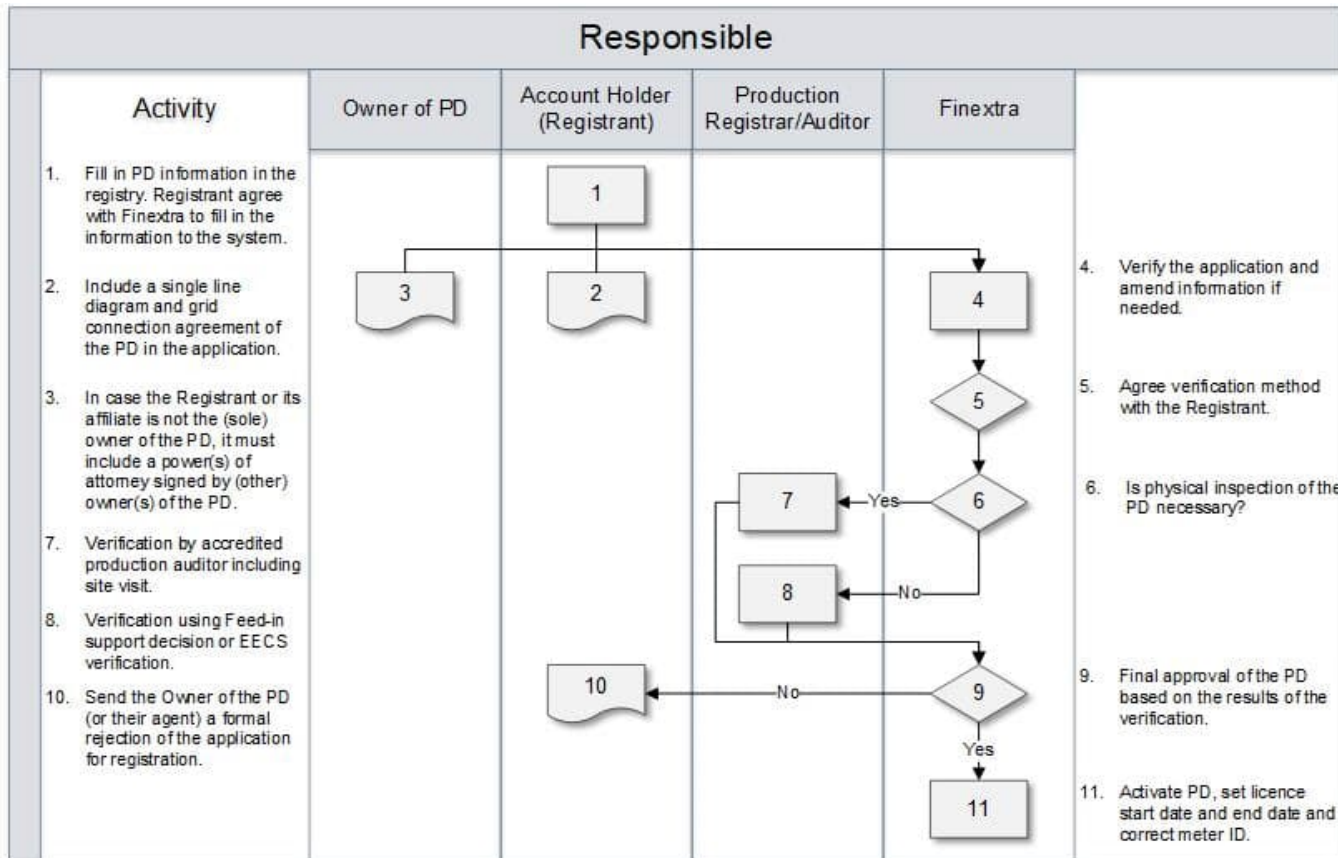 Responsible
Activity
Owner of PD
Account Holder
(Registrant)
Production
Registrar/Auditor
Finextra
1. Fill in PD information in the
registry. Registrant agree
with Finextra to fill in the
information to the system.
2. Include a single line
diagram and grid
connection agreement of
the PD in the application.
3. In case the Registrant or its
affiliate is not the (sole)
owner of the PD, it must
include a power(s) of
attorney signed by (other)
owner(s) of the PD.
7. Verification by accredited
production auditor including
site visit.
8. Verification using Feed-in
support decision or EECS
verification.
10. Send the Owner of the PD
(or their agent) a formal
rejection of the application
for registration.
1
3
2
4
5
7
Yes
6
8
No
10
No
9
Yes
11
4. Verify the application and
amend information if
needed.
5. Agree verification method
with the Registrant.
6. Is physical inspection of the
PD necessary?
9. Final approval of the PD
based on the results of the
verification.
11. Activate PD, set licence
start date and end date and
correct meter ID.